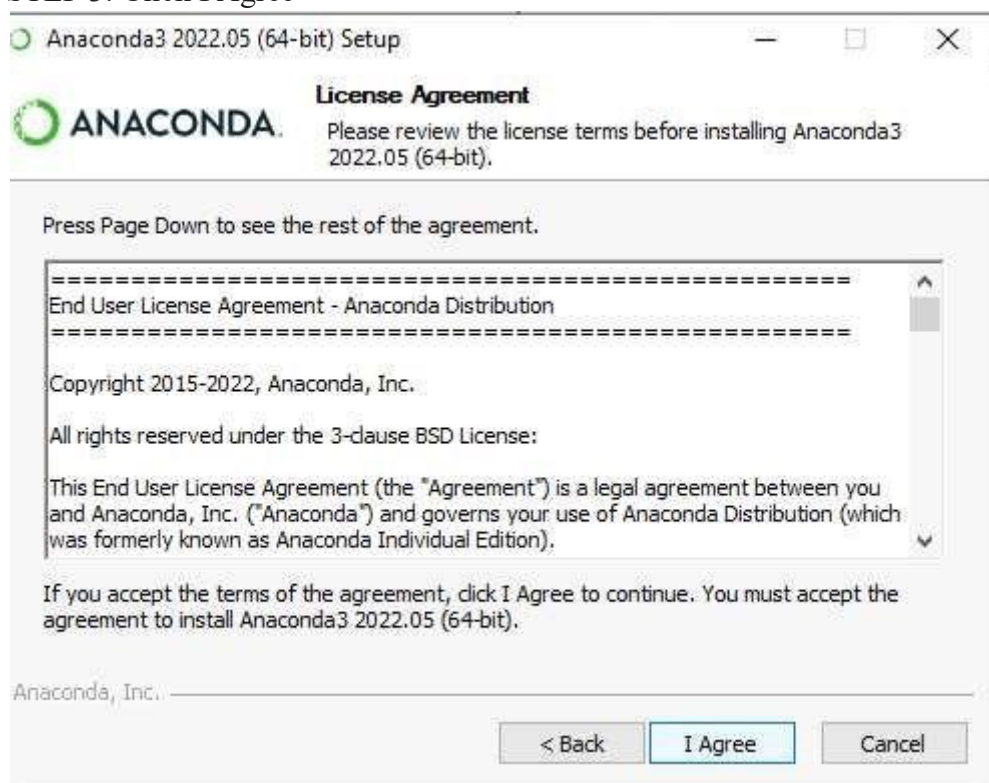 Anaconda3 2022.05 (64-bit) Setup
ANACONDA.
License Agreement
Please review the license terms before installing Anaconda3
2022.05 (64-bit).
Press Page Down to see the rest of the agreement.
==================================================
End User License Agreement - Anaconda Distribution
==================================================
Copyright 2015-2022, Anaconda, Inc.
All rights reserved under the 3-clause BSD License:
This End User License Agreement (the "Agreement") is a legal agreement between you
and Anaconda, Inc. ("Anaconda") and governs your use of Anaconda Distribution (which
was formerly known as Anaconda Individual Edition).
If you accept the terms of the agreement, click I Agree to continue. You must accept the
agreement to install Anaconda3 2022.05 (64-bit).
Anaconda, Inc.
< Back
I Agree
Cancel